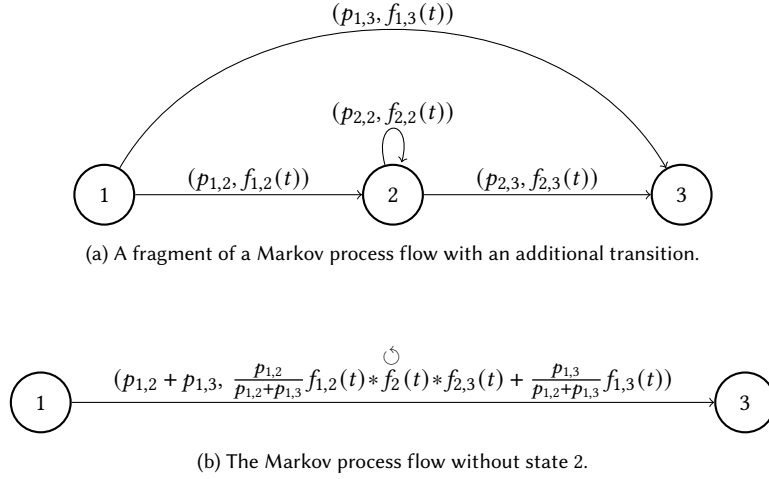 (p₁,₃, f₁,₃(t))
(p₂,₂, f₂,₂(t))
1 (p₁,₂, f₁,₂(t)) 2 (p₂,₃, f₂,₃(t)) 3
(a) A fragment of a Markov process flow with an additional transition.
1 (p₁,₂ + p₁,₃, \frac{p₁,₂}{p₁,₂+p₁,₃} f₁,₂(t) * \overset{↺}{f₂}(t) * f₂,₃(t) + \frac{p₁,₃}{p₁,₂+p₁,₃} f₁,₃(t)) 3
(b) The Markov process flow without state 2.